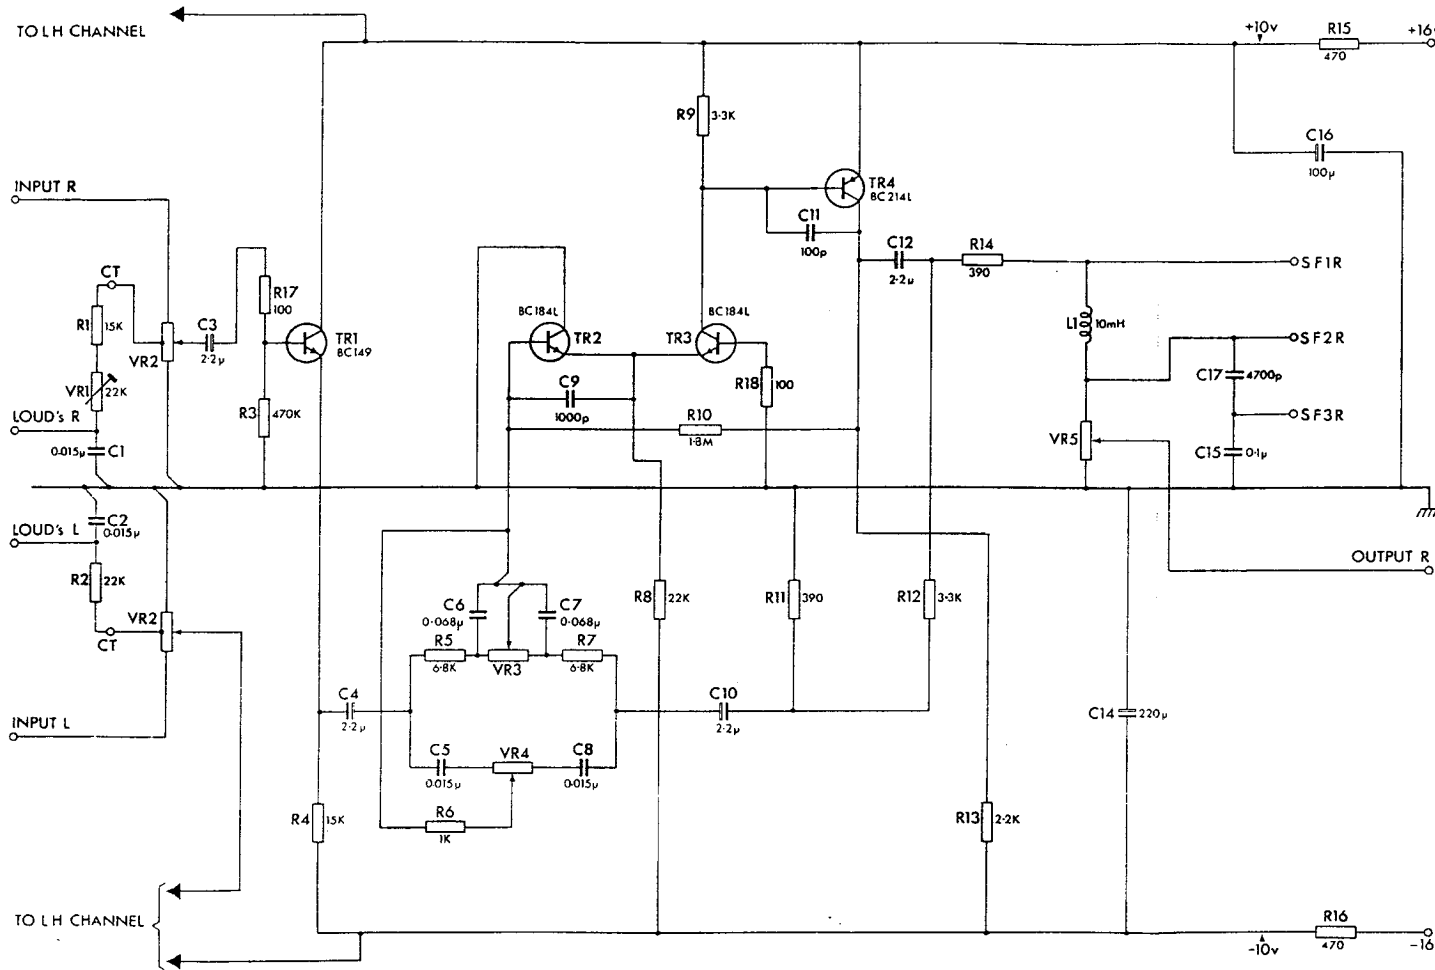 TO LH CHANNEL
+10v
R15
470
+16v
R9
3·3K
C16
100µ
INPUT R
TR4
BC214L
C11
100p
C12
2·2µ
R14
390
SF1R
CT
R17
100
R1
15K
C3
2·2µ
VR2
TR1
BC149
BC184L
TR2
BC184L
TR3
L1
10mH
SF2R
VR1
22K
C17
4700p
R18
100
C9
1000p
R3
470K
R10
1·8M
SF3R
LOUD's R
0·015µ
C1
VR5
C15
0·1µ
C2
0·015µ
LOUD's L
R2
22K
OUTPUT R
VR2
CT
C6
0·068µ
C7
0·068µ
R8
22K
R11
390
R12
3·3K
R5
6·8K
VR3
R7
6·8K
INPUT L
C4
2·2µ
C10
2·2µ
C14
220µ
C5
0·015µ
VR4
C8
0·015µ
R4
15K
R6
1K
R13
2·2K
TO LH CHANNEL
-10v
R16
470
-16